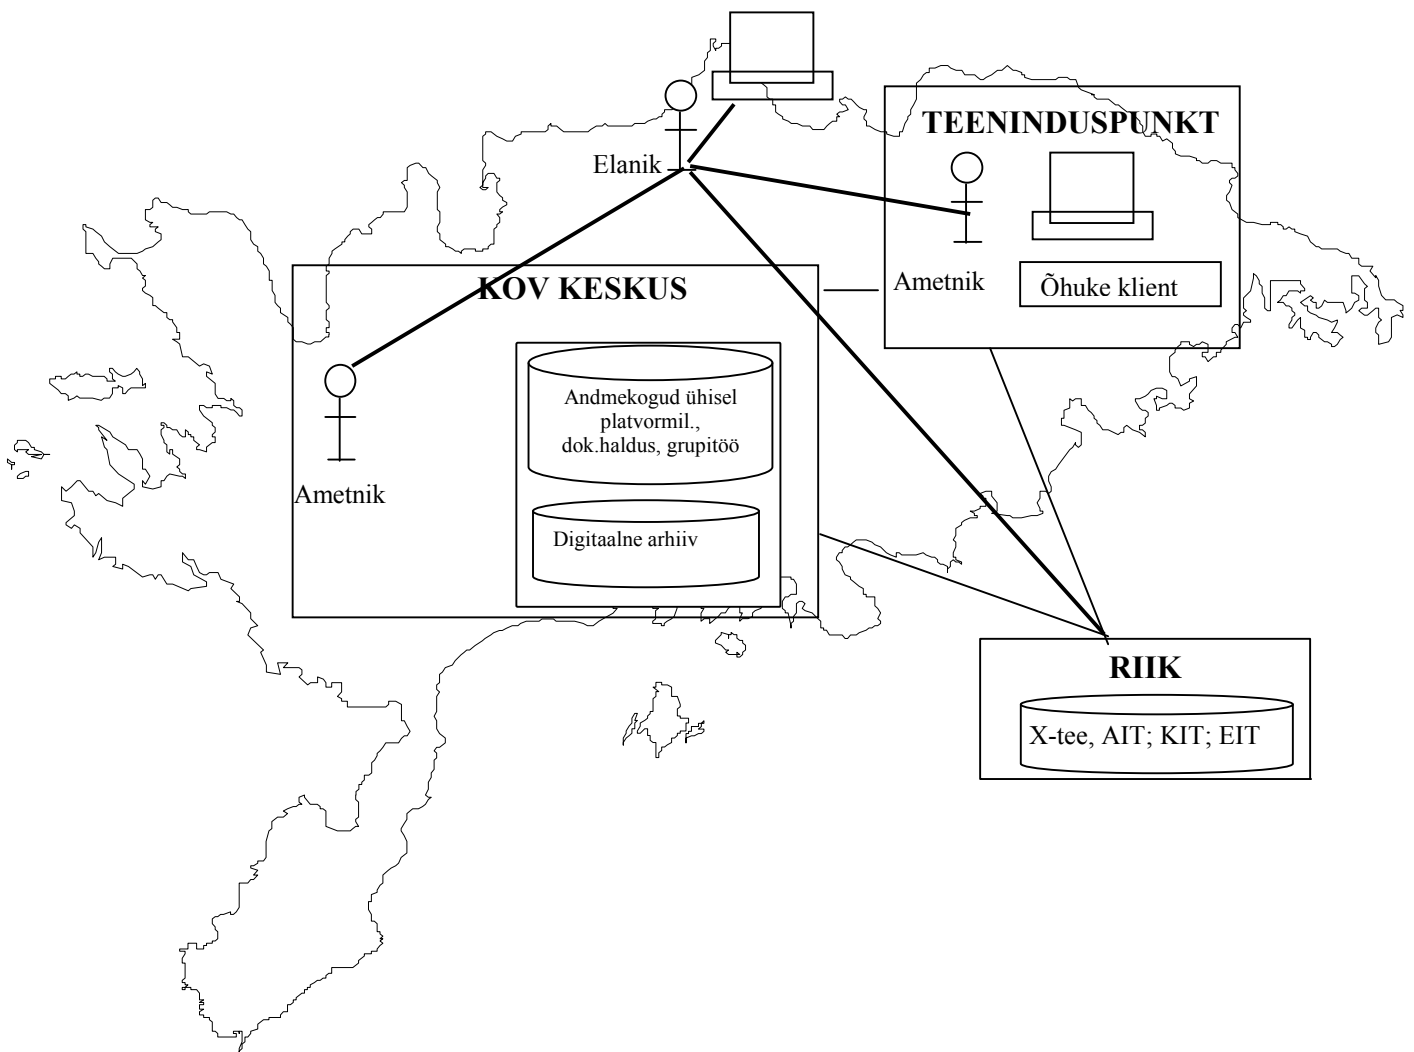 TEENINDUSPUNKT
Elanik
Ametnik
Õhuke klient
KOV KESKUS
Andmekogud ühisel
platvormil.,
dok.haldus, grupitöö
Ametnik
Digitaalne arhiiv
RIIK
X-tee, AIT; KIT; EIT